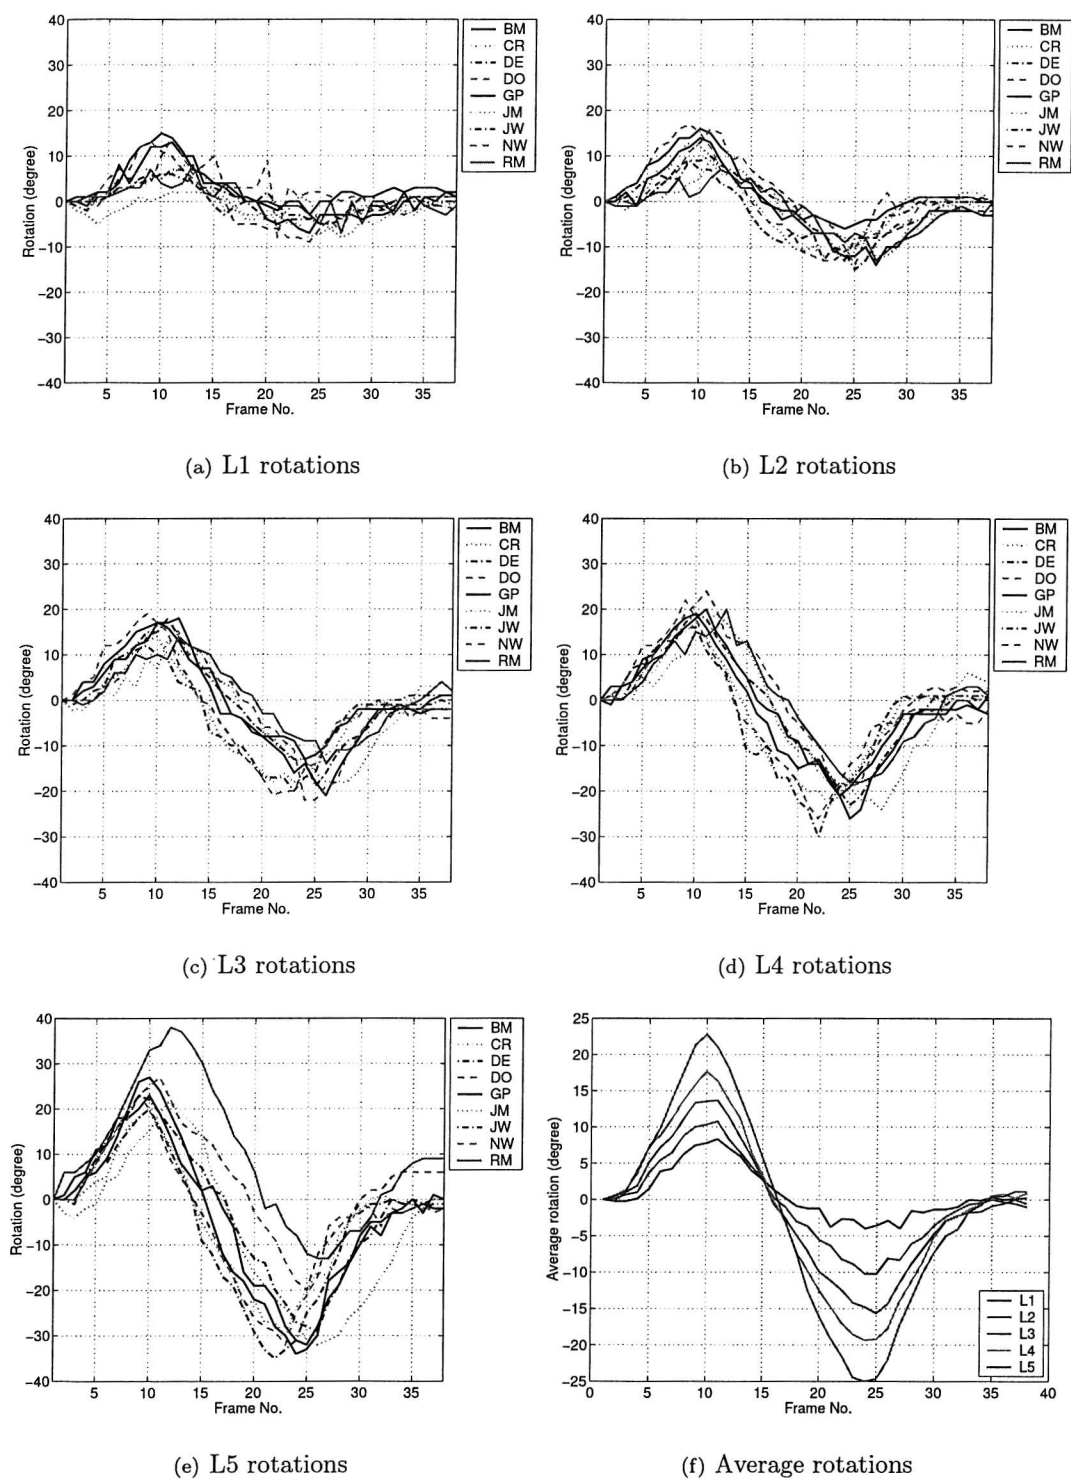 40
30
20
10
0
−10
−20
−30
−40
Rotation (degree)
5 10 15 20 25 30 35
Frame No.
BM
CR
DE
DO
GP
JM
JW
NW
RM
(a) L1 rotations
40
30
20
10
0
−10
−20
−30
−40
Rotation (degree)
5 10 15 20 25 30 35
Frame No.
BM
CR
DE
DO
GP
JM
JW
NW
RM
(b) L2 rotations
40
30
20
10
0
−10
−20
−30
−40
Rotation (degree)
5 10 15 20 25 30 35
Frame No.
BM
CR
DE
DO
GP
JM
JW
NW
RM
(c) L3 rotations
40
30
20
10
0
−10
−20
−30
−40
Rotation (degree)
5 10 15 20 25 30 35
Frame No.
BM
CR
DE
DO
GP
JM
JW
NW
RM
(d) L4 rotations
40
30
20
10
0
−10
−20
−30
−40
Rotation (degree)
5 10 15 20 25 30 35
Frame No.
BM
CR
DE
DO
GP
JM
JW
NW
RM
(e) L5 rotations
25
20
15
10
5
0
−5
−10
−15
−20
−25
Average rotation (degree)
0 5 10 15 20 25 30 35 40
Frame No.
L1
L2
L3
L4
L5
(f) Average rotations